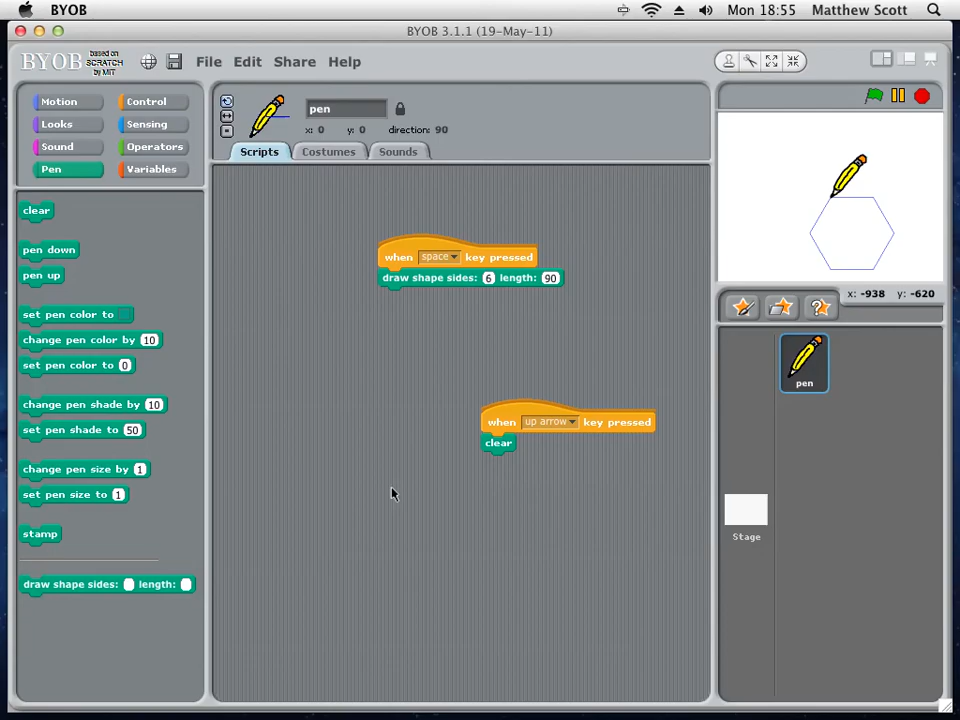 BYOB
Mon 18:55 Matthew Scott
BYOB 3.1.1 (19-May-11)
BYOB
based on
SCRATCH
by MIT
File Edit Share Help
Motion
Control
Looks
Sensing
Sound
Operators
Pen
Variables
pen
x: 0 y: 0 direction: 90
Scripts Costumes Sounds
clear
pen down
pen up
set pen color to
change pen color by 10
set pen color to 0
change pen shade by 10
set pen shade to 50
change pen size by 1
set pen size to 1
stamp
draw shape sides: length:
when space key pressed
draw shape sides: 6 length: 90
when up arrow key pressed
clear
x: -938 y: -620
pen
Stage